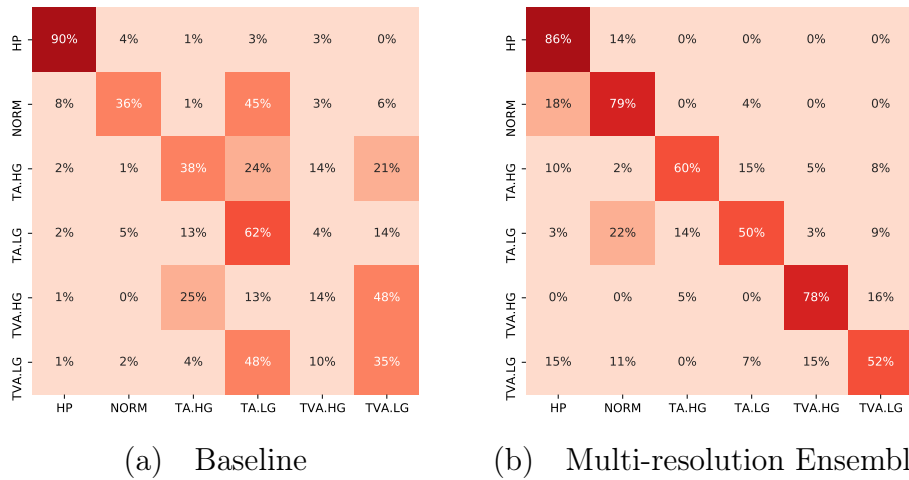 HP 90% 4% 1% 3% 3% 0%
NORM 8% 36% 1% 45% 3% 6%
TA.HG 2% 1% 38% 24% 14% 21%
TA.LG 2% 5% 13% 62% 4% 14%
TVA.HG 1% 0% 25% 13% 14% 48%
TVA.LG 1% 2% 4% 48% 10% 35%
HP NORM TA.HG TA.LG TVA.HG TVA.LG
(a) Baseline
HP 86% 14% 0% 0% 0% 0%
NORM 18% 79% 0% 4% 0% 0%
TA.HG 10% 2% 60% 15% 5% 8%
TA.LG 3% 22% 14% 50% 3% 9%
TVA.HG 0% 0% 5% 0% 78% 16%
TVA.LG 15% 11% 0% 7% 15% 52%
HP NORM TA.HG TA.LG TVA.HG TVA.LG
(b) Multi-resolution Ensembl